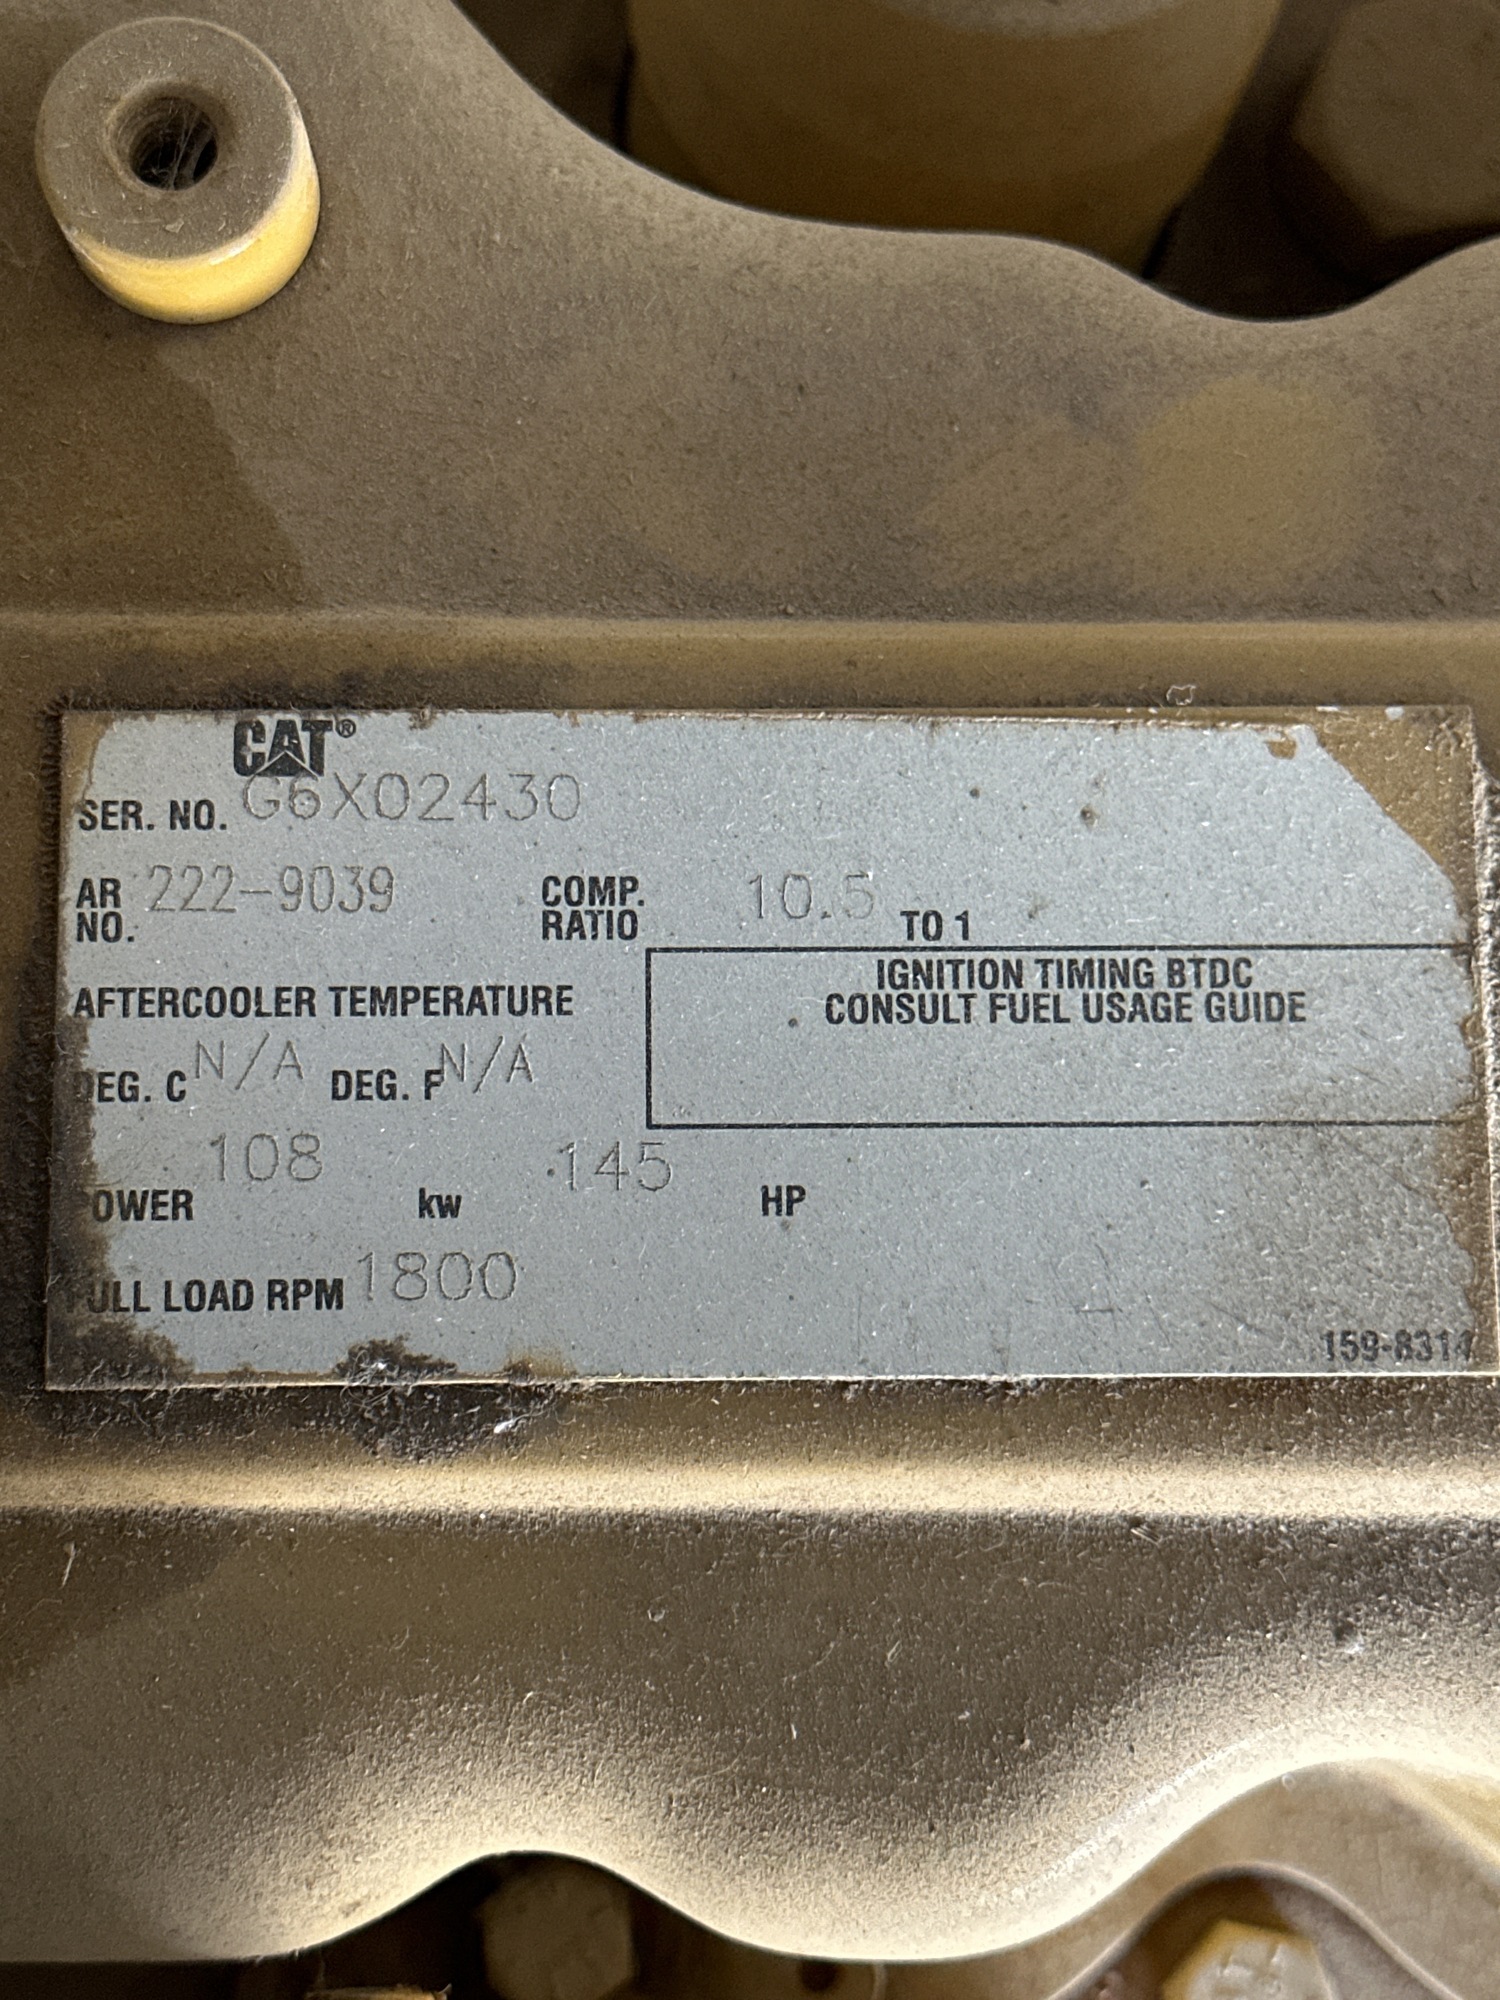 CAT®
SER. NO. G6X02430
AR NO. 222-9039 COMP. RATIO 10.5 TO 1
IGNITION TIMING BTDC
CONSULT FUEL USAGE GUIDE
AFTERCOOLER TEMPERATURE
DEG. C N/A DEG. F N/A
POWER 108 kw 145 HP
FULL LOAD RPM 1800
159-8314